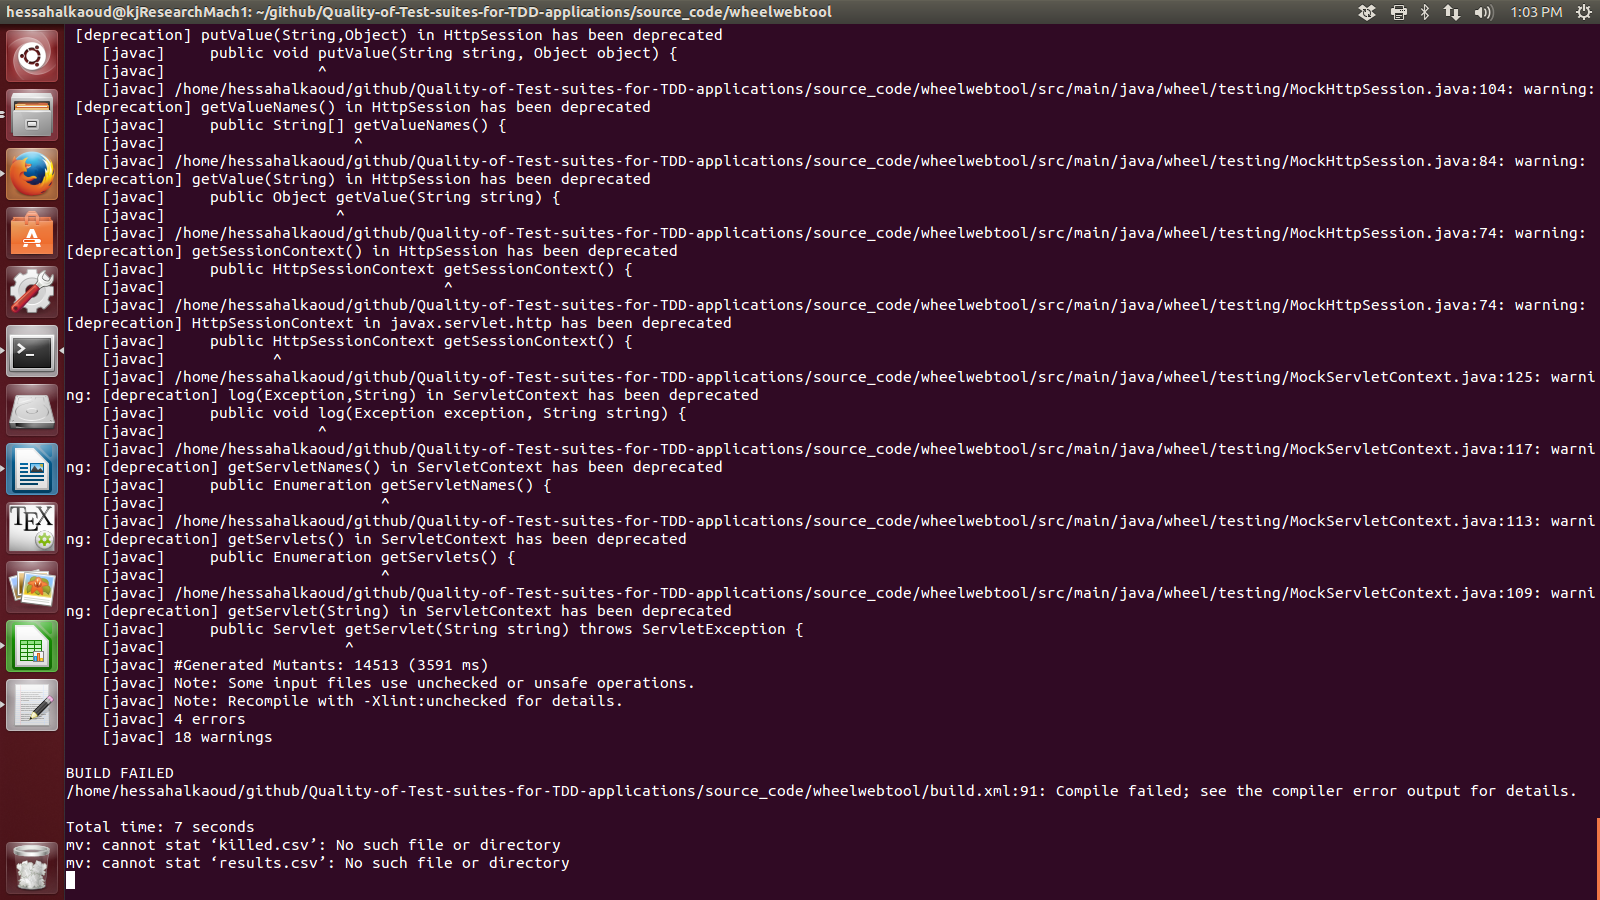 hessahalkaoud@kjResearchMach1: ~/github/Quality-of-Test-suites-for-TDD-applications/source_code/wheelwebtool
1:03 PM
 [deprecation] putValue(String,Object) in HttpSession has been deprecated
    [javac]     public void putValue(String string, Object object) {
    [javac]                 ^
    [javac] /home/hessahalkaoud/github/Quality-of-Test-suites-for-TDD-applications/source_code/wheelwebtool/src/main/java/wheel/testing/MockHttpSession.java:104: warning:
 [deprecation] getValueNames() in HttpSession has been deprecated
    [javac]     public String[] getValueNames() {
    [javac]                     ^
    [javac] /home/hessahalkaoud/github/Quality-of-Test-suites-for-TDD-applications/source_code/wheelwebtool/src/main/java/wheel/testing/MockHttpSession.java:84: warning:
[deprecation] getValue(String) in HttpSession has been deprecated
    [javac]     public Object getValue(String string) {
    [javac]                   ^
    [javac] /home/hessahalkaoud/github/Quality-of-Test-suites-for-TDD-applications/source_code/wheelwebtool/src/main/java/wheel/testing/MockHttpSession.java:74: warning:
[deprecation] getSessionContext() in HttpSession has been deprecated
    [javac]     public HttpSessionContext getSessionContext() {
    [javac]                               ^
    [javac] /home/hessahalkaoud/github/Quality-of-Test-suites-for-TDD-applications/source_code/wheelwebtool/src/main/java/wheel/testing/MockHttpSession.java:74: warning:
[deprecation] HttpSessionContext in javax.servlet.http has been deprecated
    [javac]     public HttpSessionContext getSessionContext() {
    [javac]            ^
    [javac] /home/hessahalkaoud/github/Quality-of-Test-suites-for-TDD-applications/source_code/wheelwebtool/src/main/java/wheel/testing/MockServletContext.java:125: warni
ng: [deprecation] log(Exception,String) in ServletContext has been deprecated
    [javac]     public void log(Exception exception, String string) {
    [javac]                 ^
    [javac] /home/hessahalkaoud/github/Quality-of-Test-suites-for-TDD-applications/source_code/wheelwebtool/src/main/java/wheel/testing/MockServletContext.java:117: warni
ng: [deprecation] getServletNames() in ServletContext has been deprecated
    [javac]     public Enumeration getServletNames() {
    [javac]                        ^
    [javac] /home/hessahalkaoud/github/Quality-of-Test-suites-for-TDD-applications/source_code/wheelwebtool/src/main/java/wheel/testing/MockServletContext.java:113: warni
ng: [deprecation] getServlets() in ServletContext has been deprecated
    [javac]     public Enumeration getServlets() {
    [javac]                        ^
    [javac] /home/hessahalkaoud/github/Quality-of-Test-suites-for-TDD-applications/source_code/wheelwebtool/src/main/java/wheel/testing/MockServletContext.java:109: warni
ng: [deprecation] getServlet(String) in ServletContext has been deprecated
    [javac]     public Servlet getServlet(String string) throws ServletException {
    [javac]                    ^
    [javac] #Generated Mutants: 14513 (3591 ms)
    [javac] Note: Some input files use unchecked or unsafe operations.
    [javac] Note: Recompile with -Xlint:unchecked for details.
    [javac] 4 errors
    [javac] 18 warnings
BUILD FAILED
/home/hessahalkaoud/github/Quality-of-Test-suites-for-TDD-applications/source_code/wheelwebtool/build.xml:91: Compile failed; see the compiler error output for details.
Total time: 7 seconds
mv: cannot stat ‘killed.csv’: No such file or directory
mv: cannot stat ‘results.csv’: No such file or directory
TEX